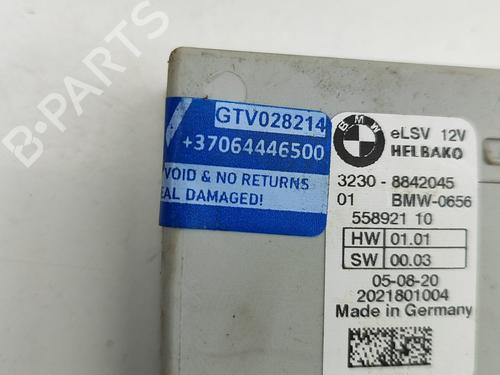 B-PARTS
GTV028214
+37064446500
VOID & NO RETURNS
DAMAGED!
BMW
eLSV 12V
HELBAKO
3230 - 8842045
01 BMW-0656
558921 10
HW 01.01
SW 00.03
05-08-20
2021801004
Made in Germany